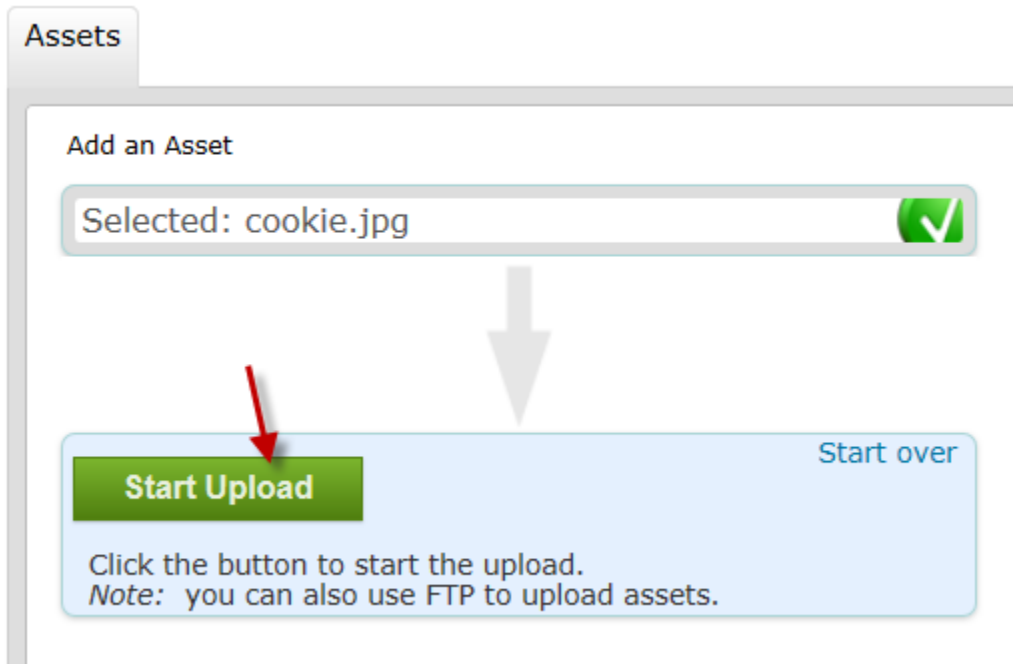 Assets
Add an Asset
Selected: cookie.jpg
Start over
Start Upload
Click the button to start the upload.
Note: you can also use FTP to upload assets.